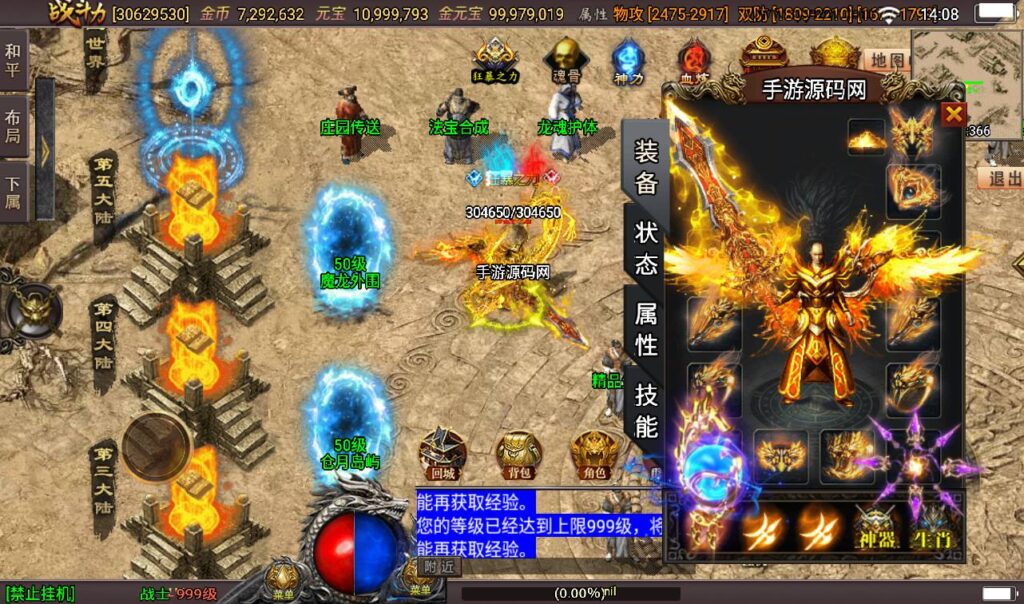 战力 [30629530] 金币 7,292,632 元宝 10,999,793 金元宝 99,979,019 属性 物攻 [2475-2917] 双防 [1809-2210]
14:08
和平
世界
布局
下属
狂暴之力
魂骨
神力
血炼
地图
手游源码网
366
退出
庄园传送
法宝合成
龙魂护体
第五大陆
304650/304650
手游源码网
50级
魔龙外围
第四大陆
装备
状态
属性
技能
精品
50级
仓月岛屿
第三大陆
回城
背包
角色
能再获取经验。
您的等级已经达到上限999级，将
能再获取经验。
附近
神器
生肖
菜单
菜单
[禁止挂机]
战士 999级
(0.00%)nil